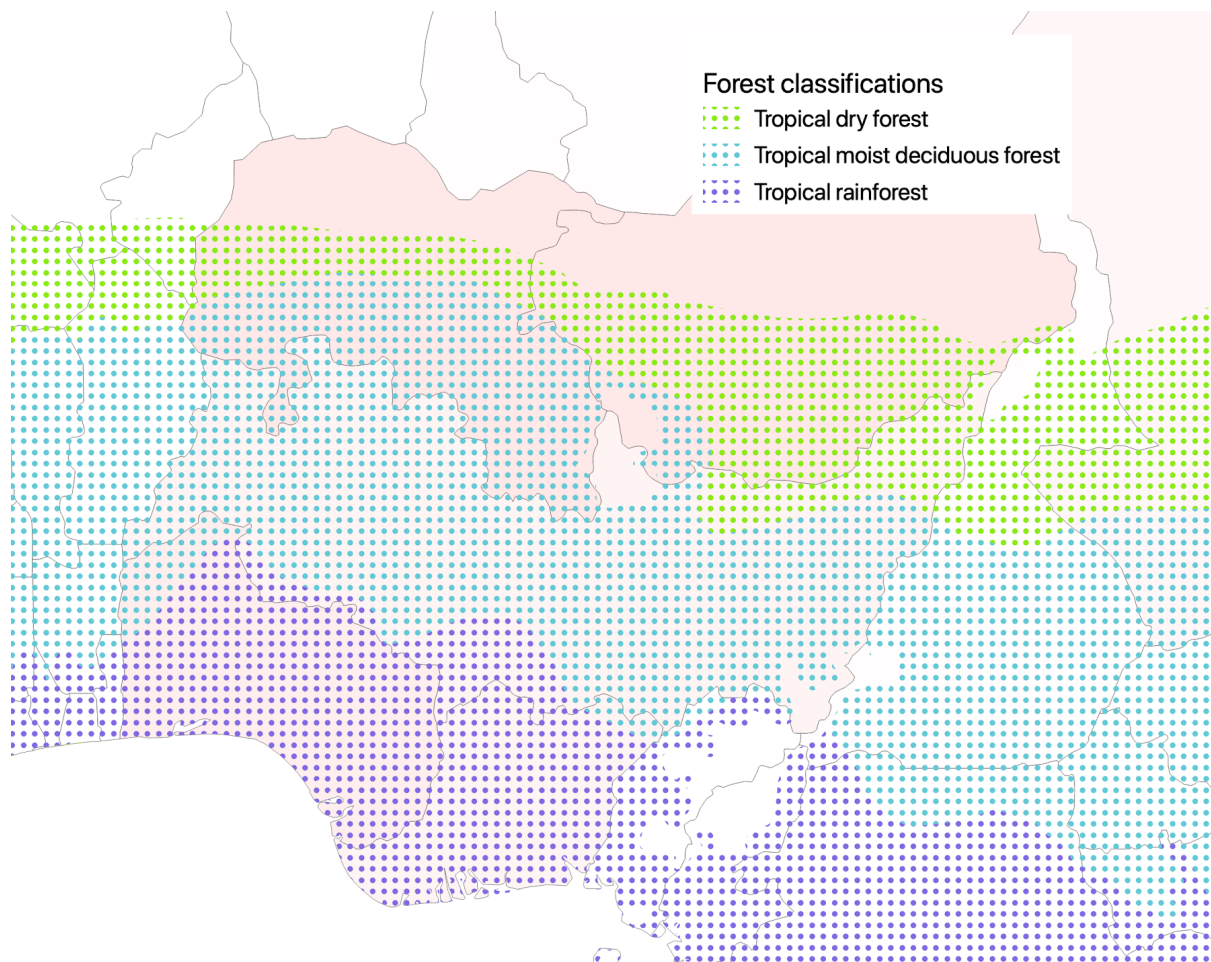 Forest classifications
Tropical dry forest
Tropical moist deciduous forest
Tropical rainforest